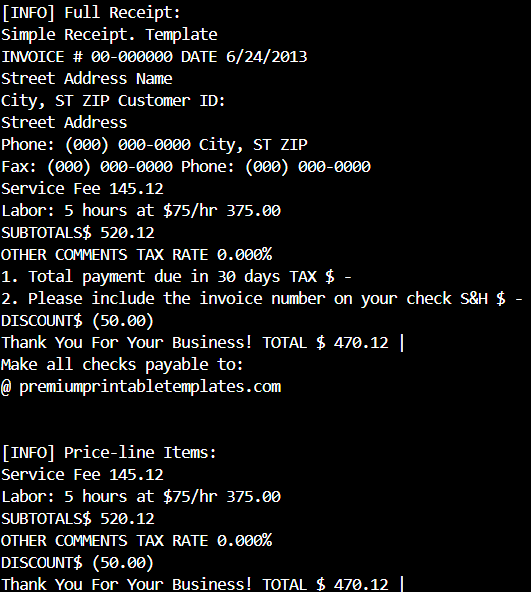 [INFO] Full Receipt:
Simple Receipt. Template
INVOICE # 00-000000 DATE 6/24/2013
Street Address Name
City, ST ZIP Customer ID:
Street Address
Phone: (000) 000-0000 City, ST ZIP
Fax: (000) 000-0000 Phone: (000) 000-0000
Service Fee 145.12
Labor: 5 hours at $75/hr 375.00
SUBTOTALS$ 520.12
OTHER COMMENTS TAX RATE 0.000%
1. Total payment due in 30 days TAX $ -
2. Please include the invoice number on your check S&H $ -
DISCOUNT$ (50.00)
Thank You For Your Business! TOTAL $ 470.12 |
Make all checks payable to:
@ premiumprintabletemplates.com
[INFO] Price-line Items:
Service Fee 145.12
Labor: 5 hours at $75/hr 375.00
SUBTOTALS$ 520.12
OTHER COMMENTS TAX RATE 0.000%
DISCOUNT$ (50.00)
Thank You For Your Business! TOTAL $ 470.12 |